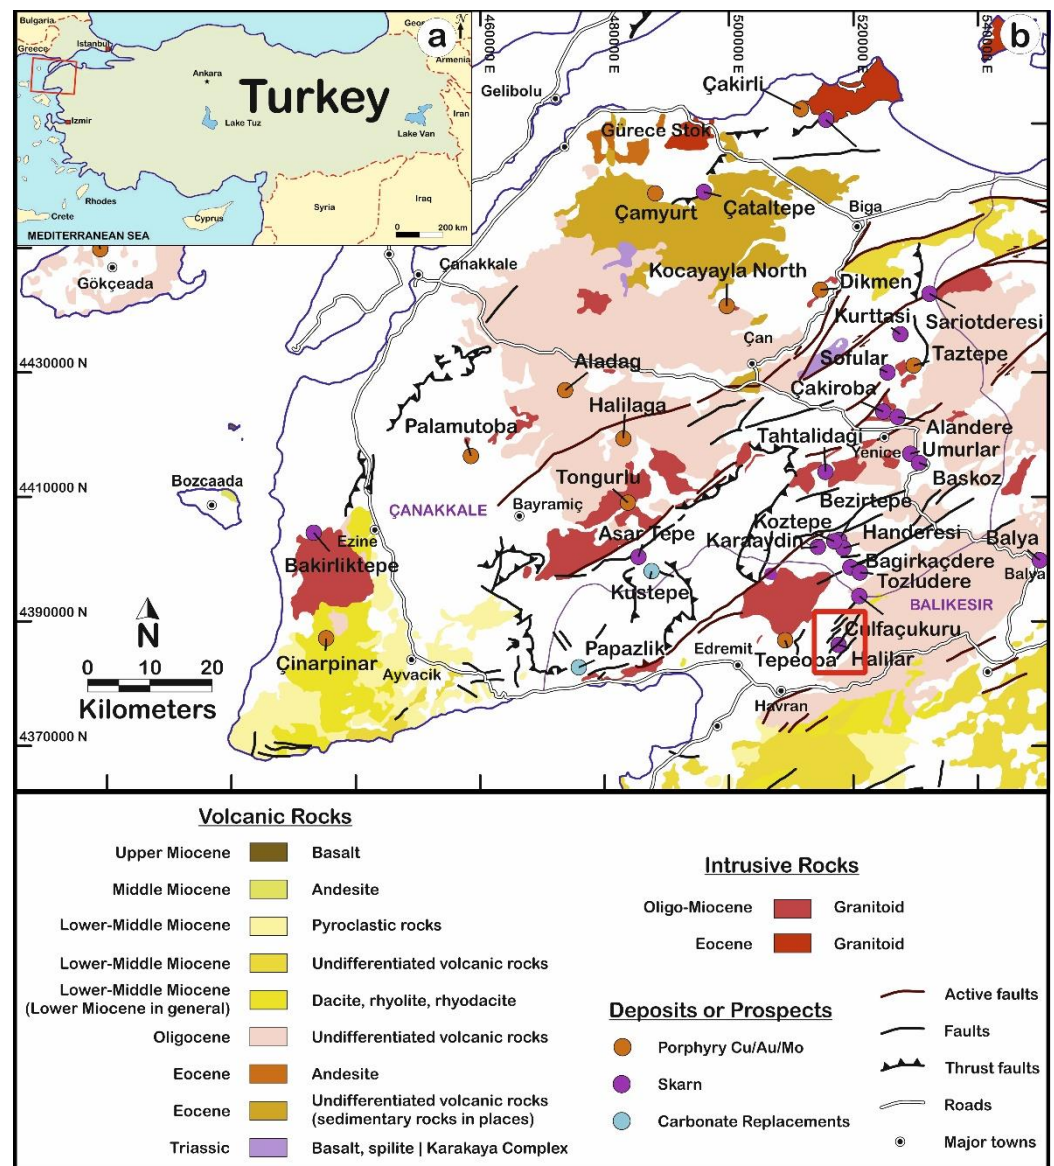 Bulgaria
Greece
Istanbul
Geor
Armenia
Ankara
Turkey
Izmir
Lake Tuz
Lake Van
Iran
Rhodes
Syria
Iraq
Crete
Cyprus
MEDITERRANEAN SEA
0 200 km
a
N
b
460000 E
480000 E
500000 E
520000 E
540000 E
Gelibolu
Çakirli
Gürece Stok
Çamyurt
Çataltepe
Biga
Gökçeada
Çanakkale
Kocayayla North
Dikmen
Kurttasi
Sariotderesi
Çan
Sofular
Taztepe
4430000 N
Aladag
Çakiroba
Halilaga
Alandere
Palamutoba
Tahtalidaği
Yenice
Umurlar
Baskoz
Tongurlu
4410000 N
Bozcaada
ÇANAKKALE
Bayramiç
Bezirtepe
Asar Tepe
Koztepe
Handeresi
Karaaydin
Balya
Ezine
Bakirliktepe
Bagirkaçdere
Balya
Kustepe
Tozludere
4390000 N
BALIKESIR
Culfaçukuru
N
Çinarpinar
Papazlik
Edremit
Tepeoba
Halilar
Ayvacik
0 10 20
Kilometers
Havran
4370000 N
Volcanic Rocks
Upper Miocene Basalt
Middle Miocene Andesite
Lower-Middle Miocene Pyroclastic rocks
Lower-Middle Miocene Undifferentiated volcanic rocks
Lower-Middle Miocene
(Lower Miocene in general) Dacite, rhyolite, rhyodacite
Oligocene Undifferentiated volcanic rocks
Eocene Andesite
Eocene Undifferentiated volcanic rocks
(sedimentary rocks in places)
Triassic Basalt, spilite | Karakaya Complex
Intrusive Rocks
Oligo-Miocene Granitoid
Eocene Granitoid
Deposits or Prospects
Porphyry Cu/Au/Mo
Skarn
Carbonate Replacements
Active faults
Faults
Thrust faults
Roads
Major towns